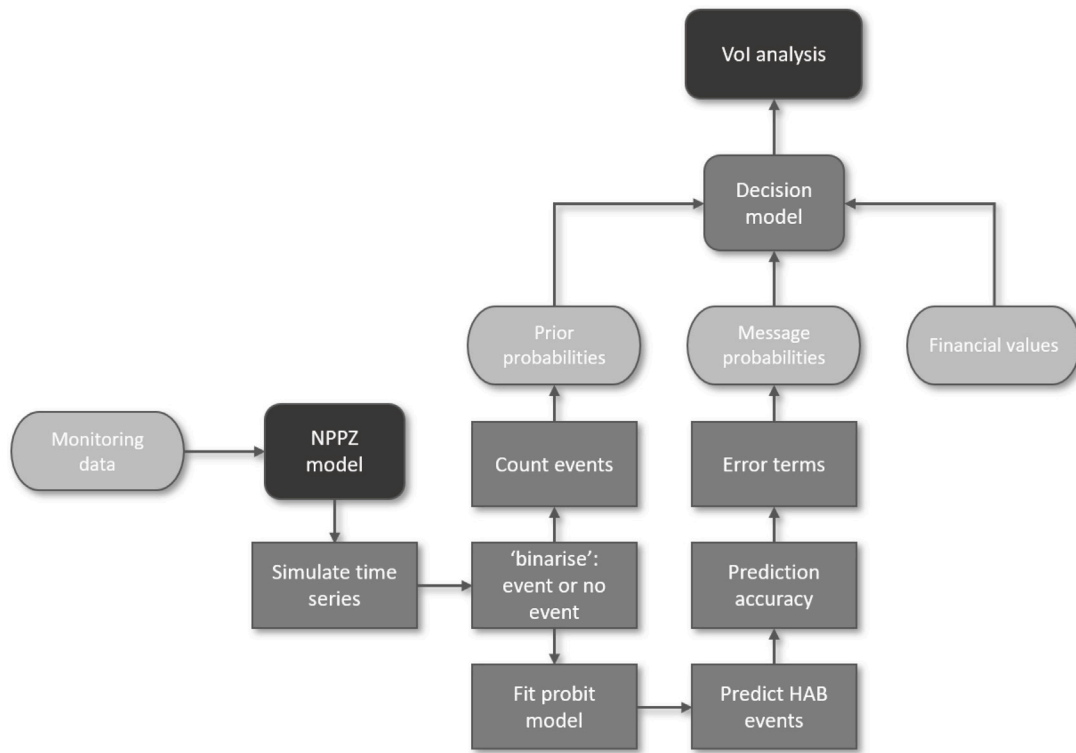 VoI analysis
Decision
model
Prior
probabilities
Message
probabilities
Financial values
Monitoring
data
NPPZ
model
Count events
Error terms
Simulate time
series
‘binarise’:
event or no
event
Prediction
accuracy
Fit probit
model
Predict HAB
events